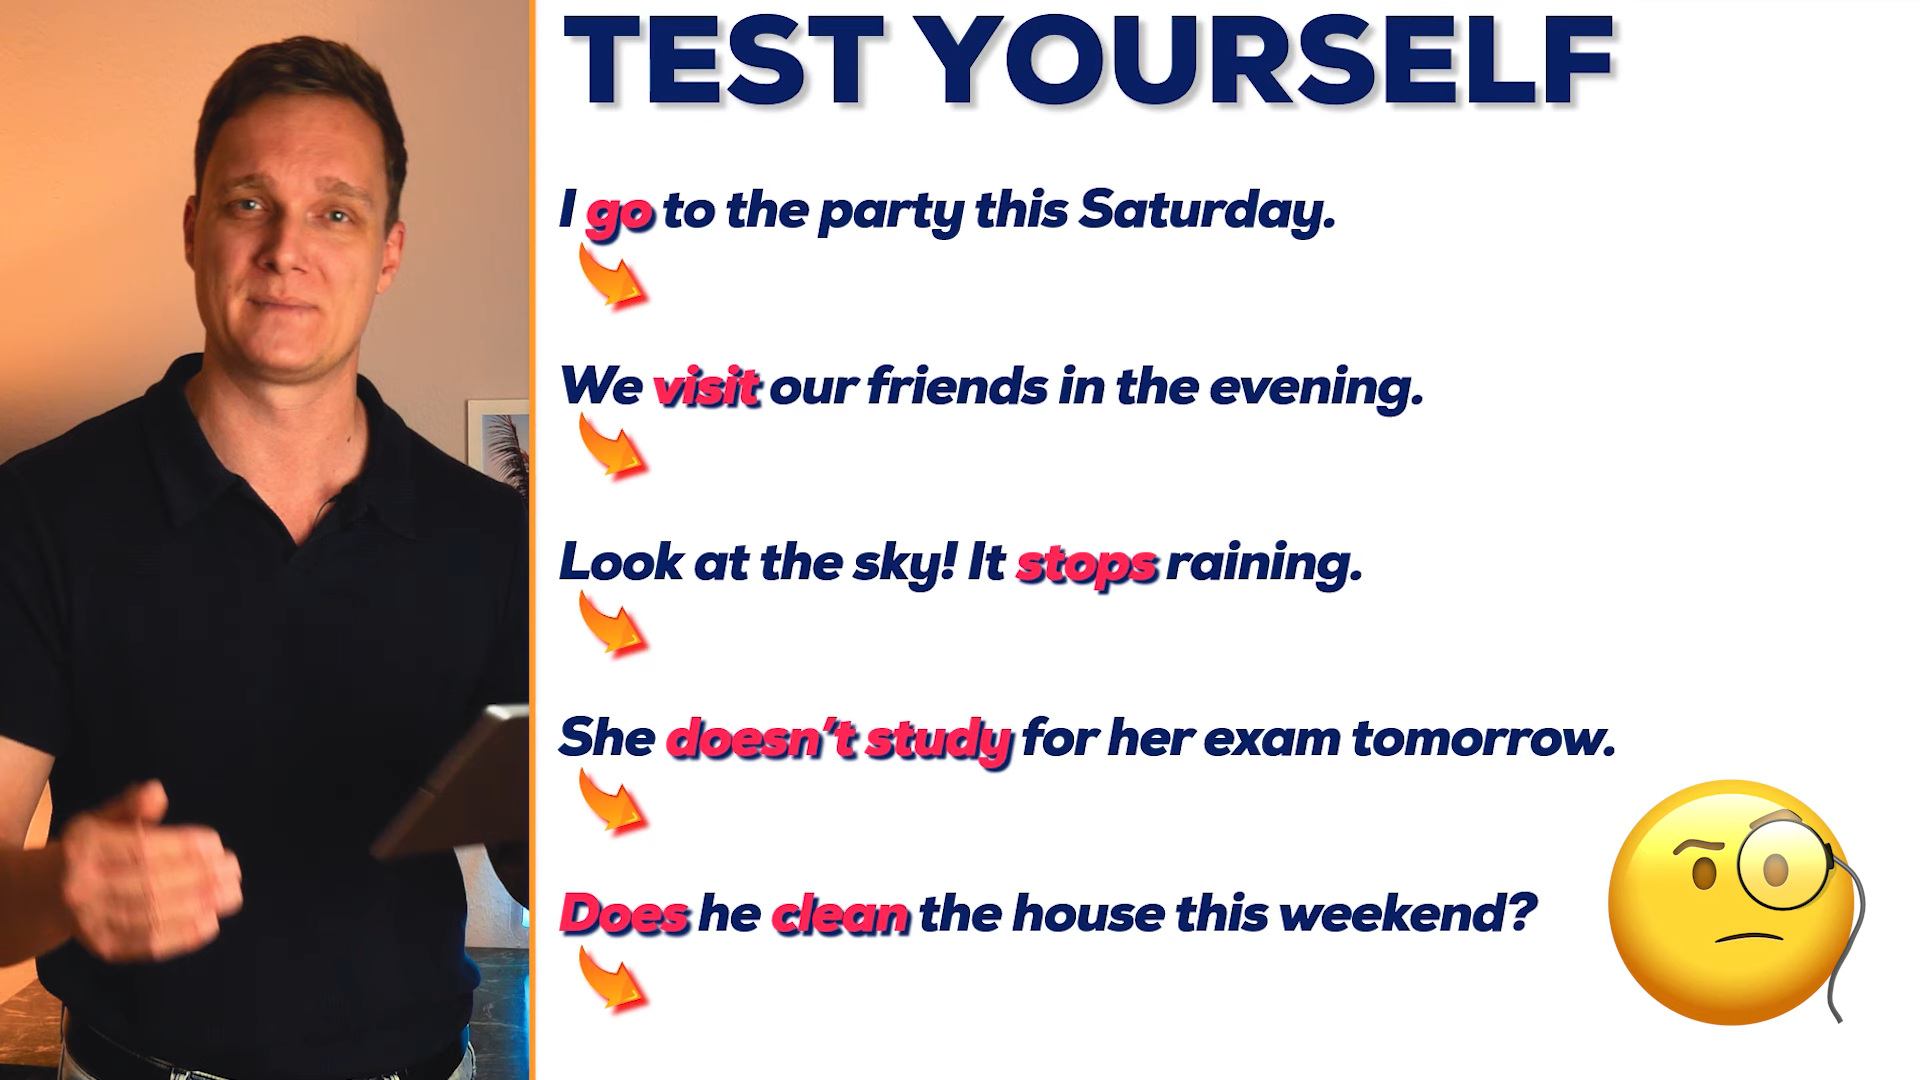 TEST YOURSELF
I go to the party this Saturday.
We visit our friends in the evening.
Look at the sky! It stops raining.
She doesn’t study for her exam tomorrow.
Does he clean the house this weekend?